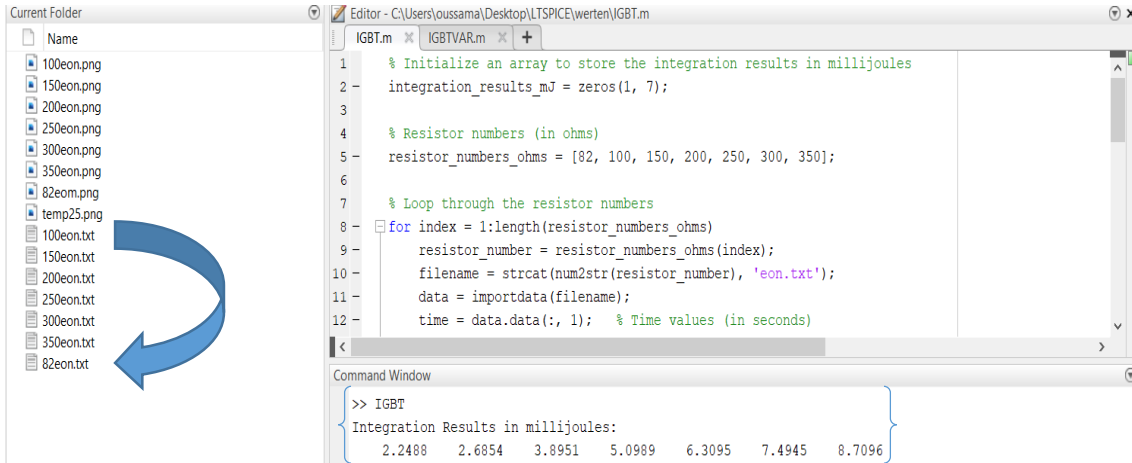 Current Folder
Name
100eon.png
150eon.png
200eon.png
250eon.png
300eon.png
350eon.png
82eom.png
temp25.png
100eon.txt
150eon.txt
200eon.txt
250eon.txt
300eon.txt
350eon.txt
82eon.txt
Editor - C:\Users\oussama\Desktop\LTSPICE\werten\IGBT.m
IGBT.m IGBTVAR.m
1 % Initialize an array to store the integration results in millijoules
2 - integration_results_mJ = zeros(1, 7);
3
4 % Resistor numbers (in ohms)
5 - resistor_numbers_ohms = [82, 100, 150, 200, 250, 300, 350];
6
7 % Loop through the resistor numbers
8 - for index = 1:length(resistor_numbers_ohms)
9 - resistor_number = resistor_numbers_ohms(index);
10 - filename = strcat(num2str(resistor_number), 'eon.txt');
11 - data = importdata(filename);
12 - time = data.data(:, 1); % Time values (in seconds)
Command Window
>> IGBT
Integration Results in millijoules:
2.2488 2.6854 3.8951 5.0989 6.3095 7.4945 8.7096